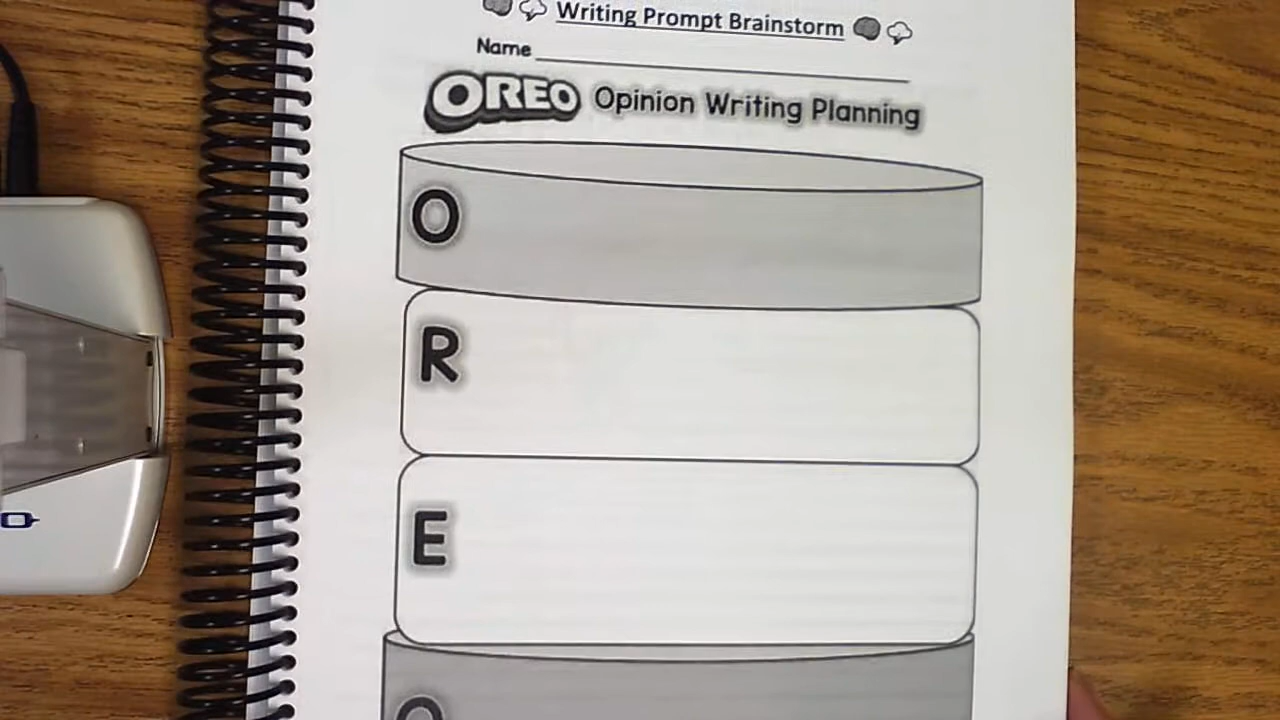 Writing Prompt Brainstorm
Name
OREO Opinion Writing Planning
O
R
E
O